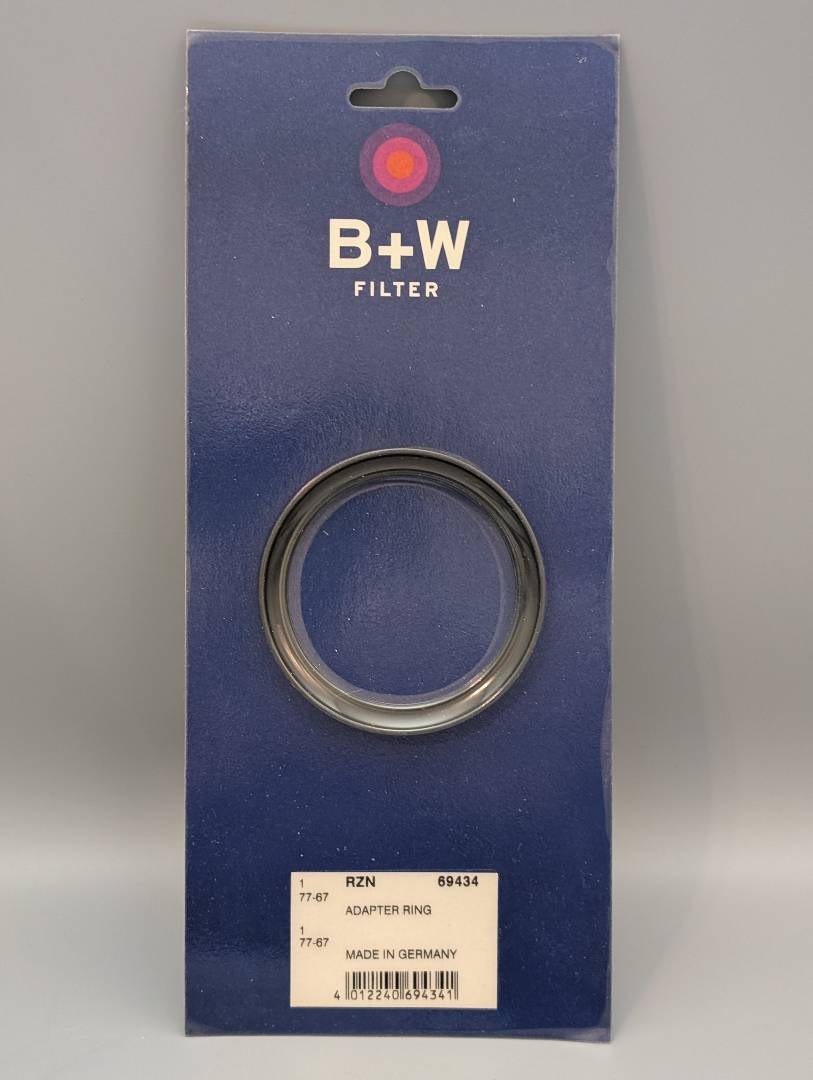 B+W
FILTER
1 RZN 69434
77-67
ADAPTER RING
1
77-67
MADE IN GERMANY
4 012240 694341